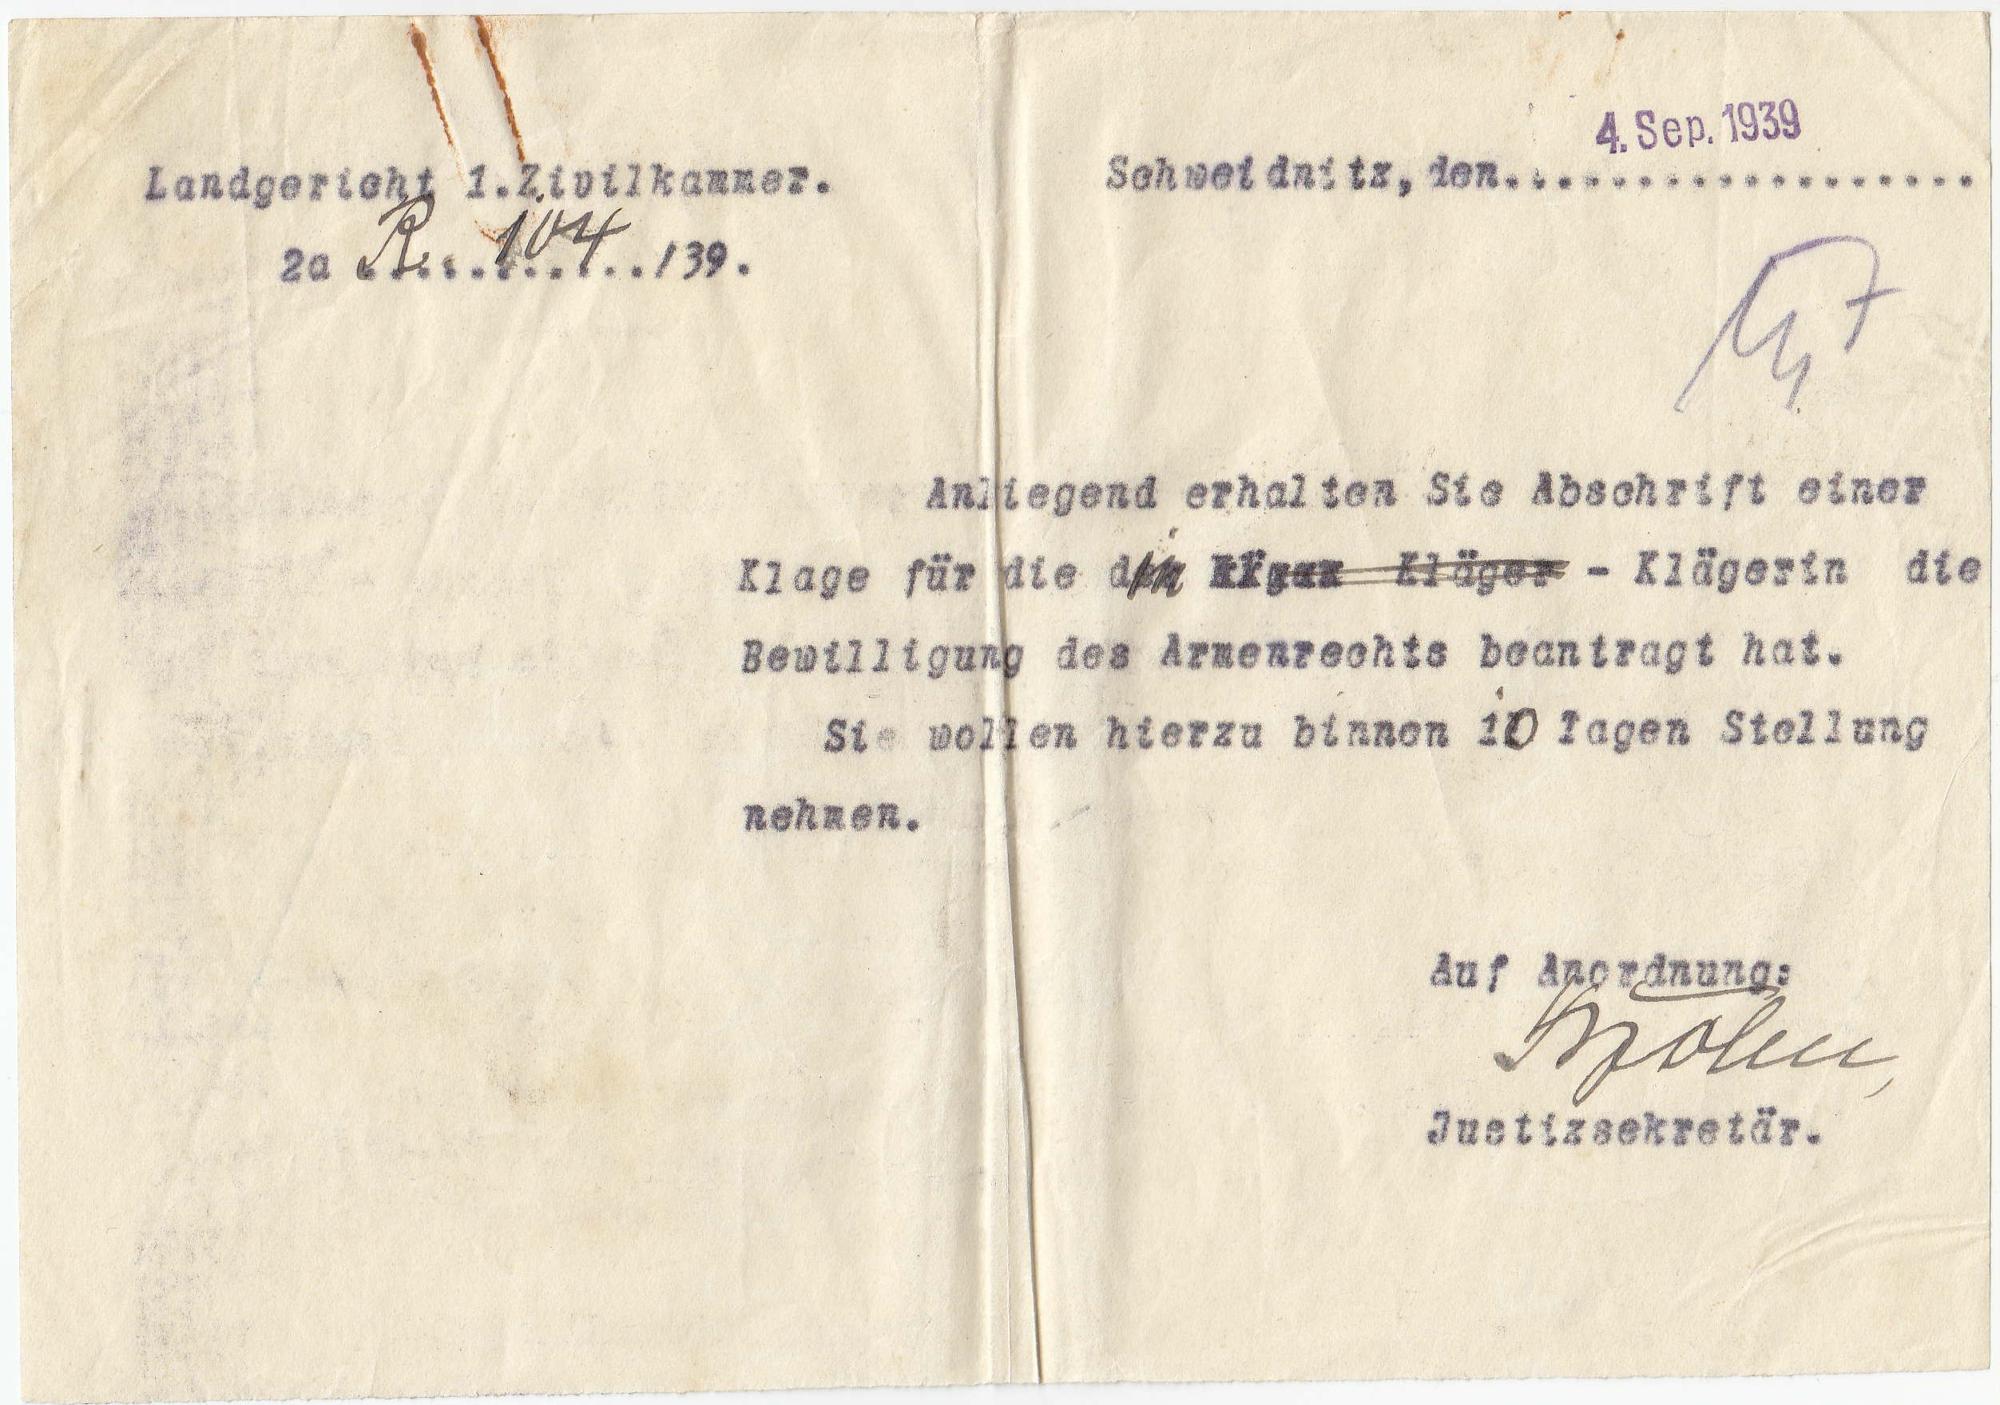 4. Sep. 1939
Landgericht 1.Zivilkammer.
Schweidnitz, den..................
2a R. 104 /39.
Anliegend erhalten Sie Abschrift einer
Klage für die Kläger - Klägerin die
Bewilligung des Armenrechts beantragt hat.
Sie wollen hierzu binnen 10 Tagen Stellung
nehmen.
Auf Anordnung:
Justizsekretär.